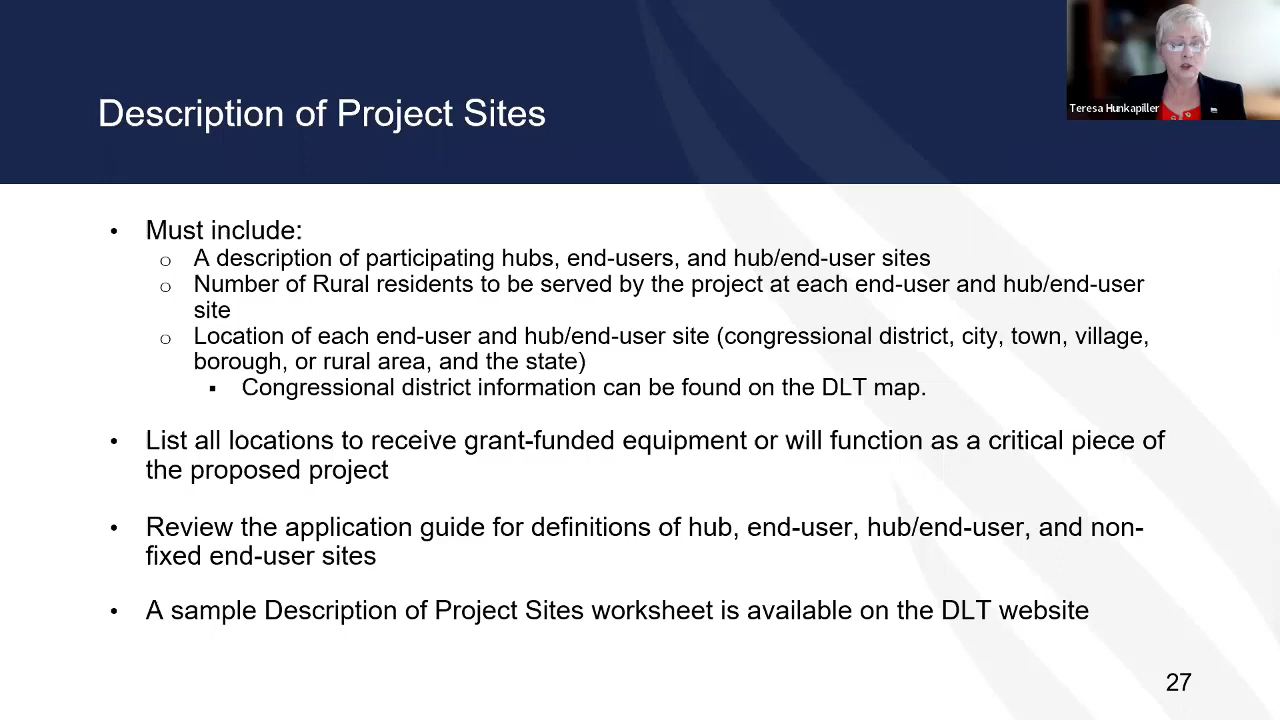 Description of Project Sites
Teresa Hunkapiller
• Must include:
o A description of participating hubs, end-users, and hub/end-user sites
o Number of Rural residents to be served by the project at each end-user and hub/end-user
site
o Location of each end-user and hub/end-user site (congressional district, city, town, village,
borough, or rural area, and the state)
▪ Congressional district information can be found on the DLT map.
• List all locations to receive grant-funded equipment or will function as a critical piece of
the proposed project
• Review the application guide for definitions of hub, end-user, hub/end-user, and non-
fixed end-user sites
• A sample Description of Project Sites worksheet is available on the DLT website
27